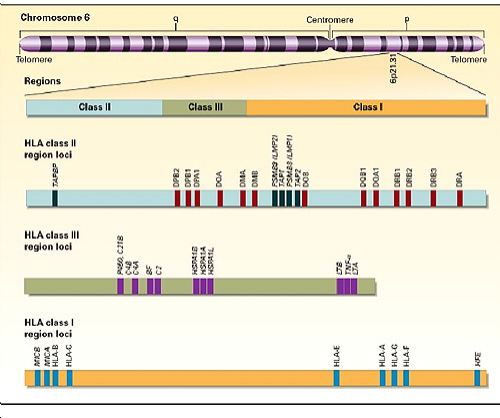 Chromosome 6
q
Centromere
p
Telomere
Telomere
6p21.31
Regions
Class II
Class III
Class I
HLA class II
region loci
TAPBP
DPB2
DPB1
DPA1
DOA
DMA
DMB
PSMB9 (LMP2)
TAP1
PSMB8 (LMP1)
TAP2
DOB
DQB1
DQA1
DRB1
DRB2
DRB3
DRA
HLA class III
region loci
P450, C21B
C4B
C4A
BF
C2
HSPA1B
HSPA1A
HSPA1L
LTB
TNF-a
LTA
HLA class I
region loci
MICB
MICA
HLA-B
HLA-C
HLA-E
HLA-A
HLA-G
HLA-F
HFE